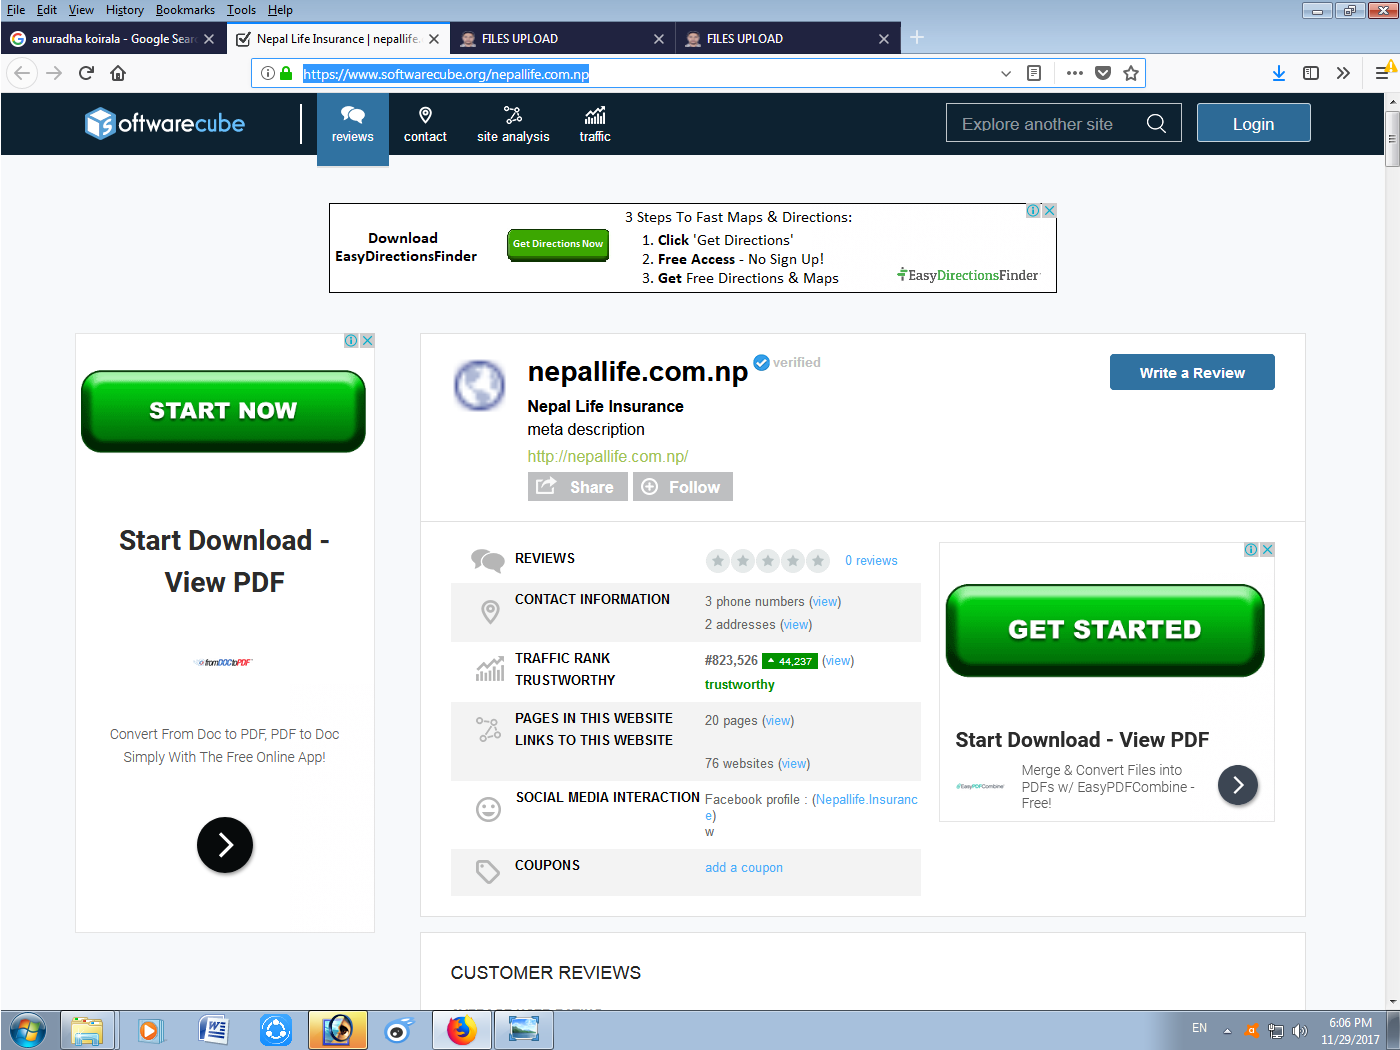 File Edit View History Bookmarks Tools Help
anuradha koirala - Google Sear
Nepal Life Insurance | nepallife.
FILES UPLOAD
FILES UPLOAD
https://www.softwarecube.org/nepallife.com.np
oftwarecube
reviews
contact
site analysis
traffic
Explore another site
Login
Download
EasyDirectionsFinder
Get Directions Now
3 Steps To Fast Maps & Directions:
1. Click 'Get Directions'
2. Free Access - No Sign Up!
3. Get Free Directions & Maps
EasyDirectionsFinder
START NOW
Start Download -
View PDF
fromDOCtoPDF
Convert From Doc to PDF, PDF to Doc
Simply With The Free Online App!
nepallife.com.np verified
Nepal Life Insurance
meta description
http://nepallife.com.np/
Share Follow
Write a Review
REVIEWS 0 reviews
CONTACT INFORMATION 3 phone numbers (view)
2 addresses (view)
TRAFFIC RANK #823,526 44,237 (view)
TRUSTWORTHY trustworthy
PAGES IN THIS WEBSITE 20 pages (view)
LINKS TO THIS WEBSITE
76 websites (view)
SOCIAL MEDIA INTERACTION Facebook profile : (Nepallife.Insuranc
e)
w
COUPONS add a coupon
GET STARTED
Start Download - View PDF
EasyPDFCombine
Merge & Convert Files into
PDFs w/ EasyPDFCombine -
Free!
CUSTOMER REVIEWS
EN
6:06 PM
11/29/2017